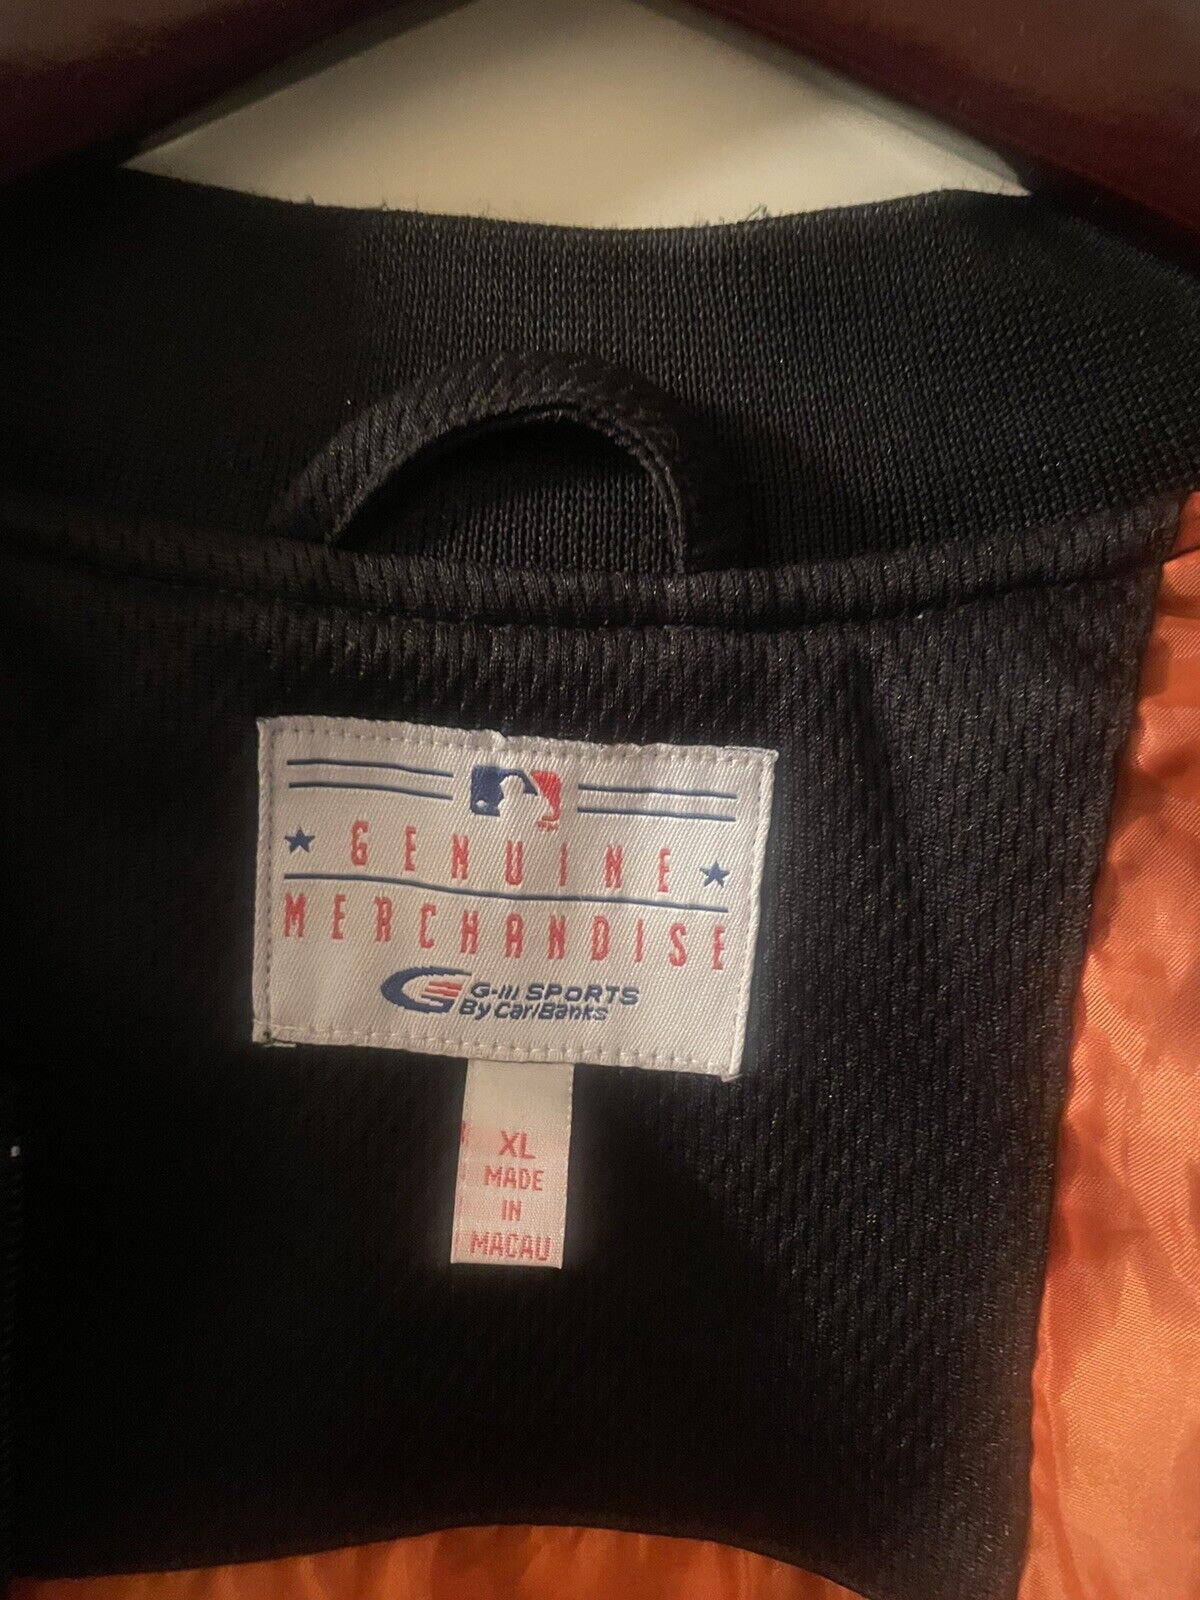 GENUINE
MERCHANDISE
G-III SPORTS
By Carl Banks
XL
MADE
IN
MACAU